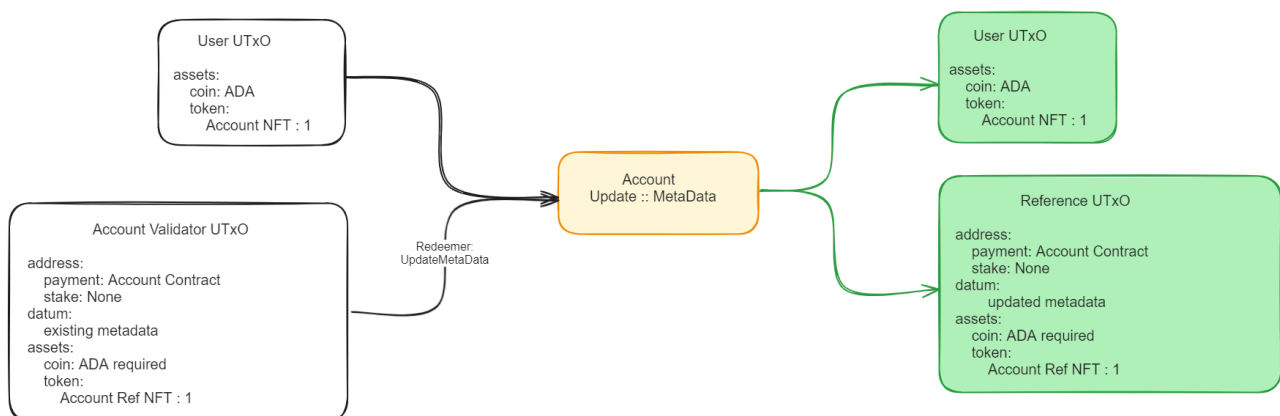 User UTxO
assets:
coin: ADA
token:
Account NFT : 1
Account Validator UTxO
address:
payment: Account Contract
stake: None
datum:
existing metadata
assets:
coin: ADA required
token:
Account Ref NFT : 1
Redeemer:
UpdateMetaData
Account
Update :: MetaData
User UTxO
assets:
coin: ADA
token:
Account NFT : 1
Reference UTxO
address:
payment: Account Contract
stake: None
datum:
updated metadata
assets:
coin: ADA required
token:
Account Ref NFT : 1